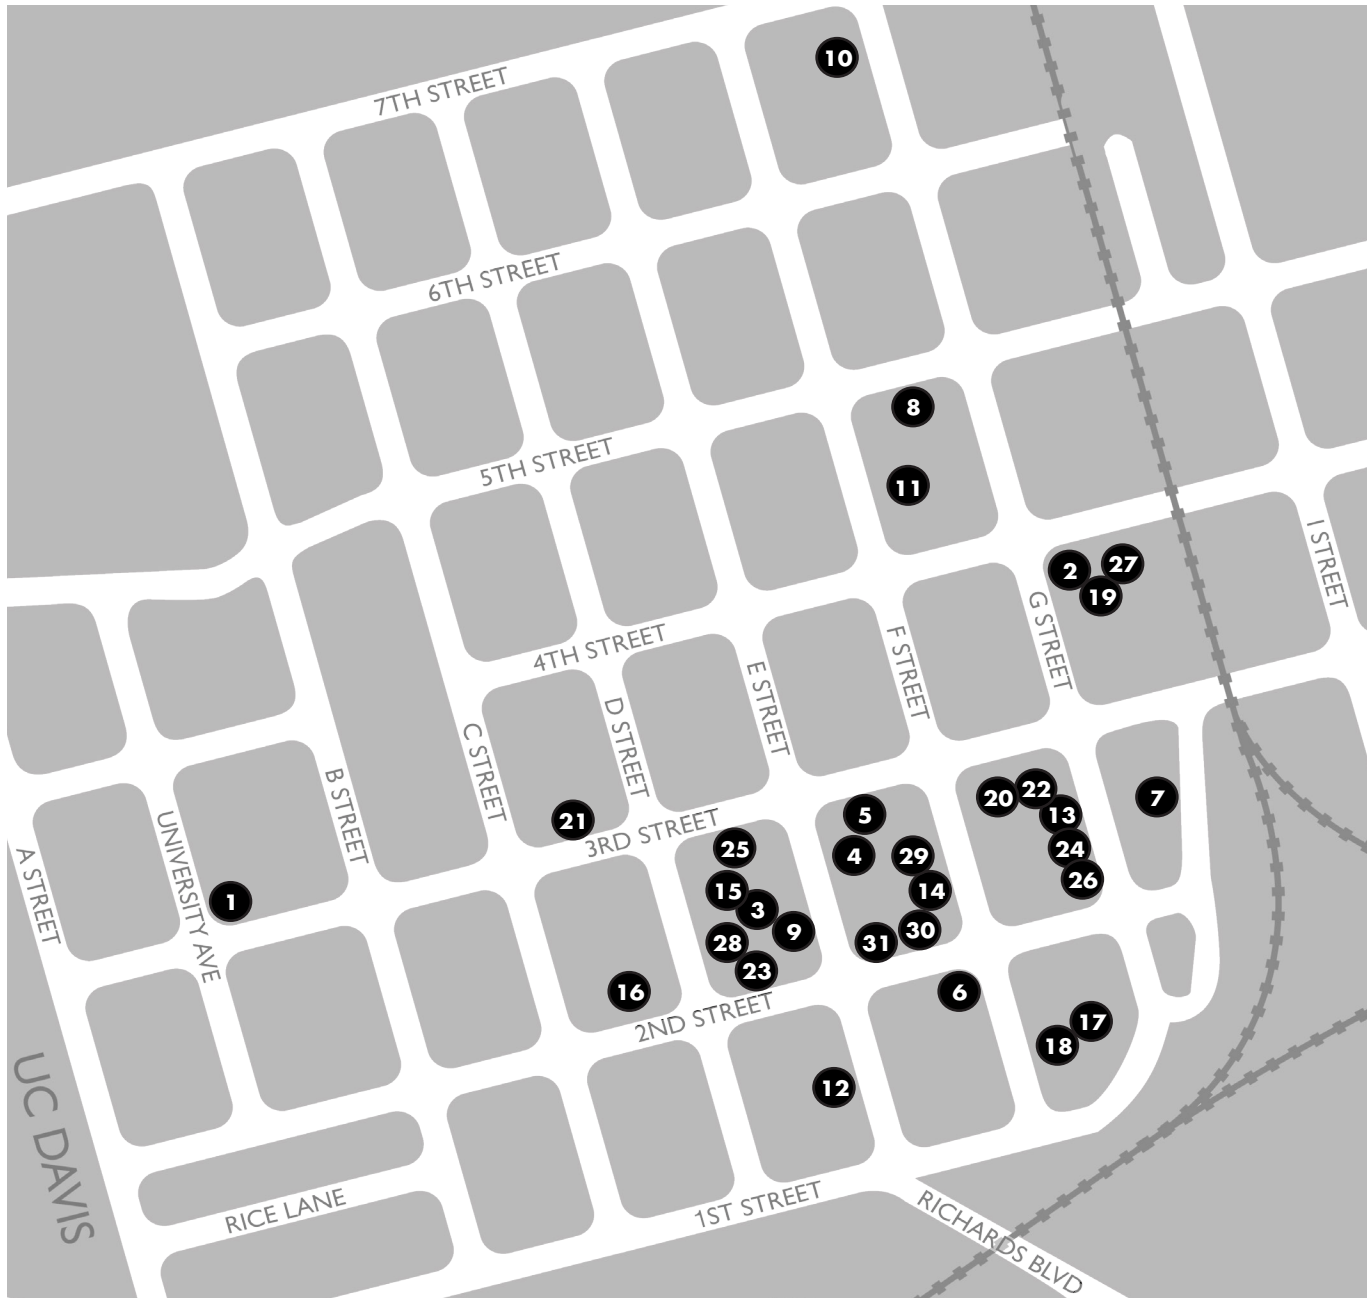 10
7TH STREET
6TH STREET
8
5TH STREET
11
I STREET
2
27
19
G STREET
4TH STREET
F STREET
E STREET
D STREET
C STREET
B STREET
21
3RD STREET
20
22
7
5
13
25
4
29
24
26
UNIVERSITY AVE
A STREET
1
15
3
14
9
30
28
31
23
16
2ND STREET
6
17
18
12
UC DAVIS
RICE LANE
1ST STREET
RICHARDS BLVD